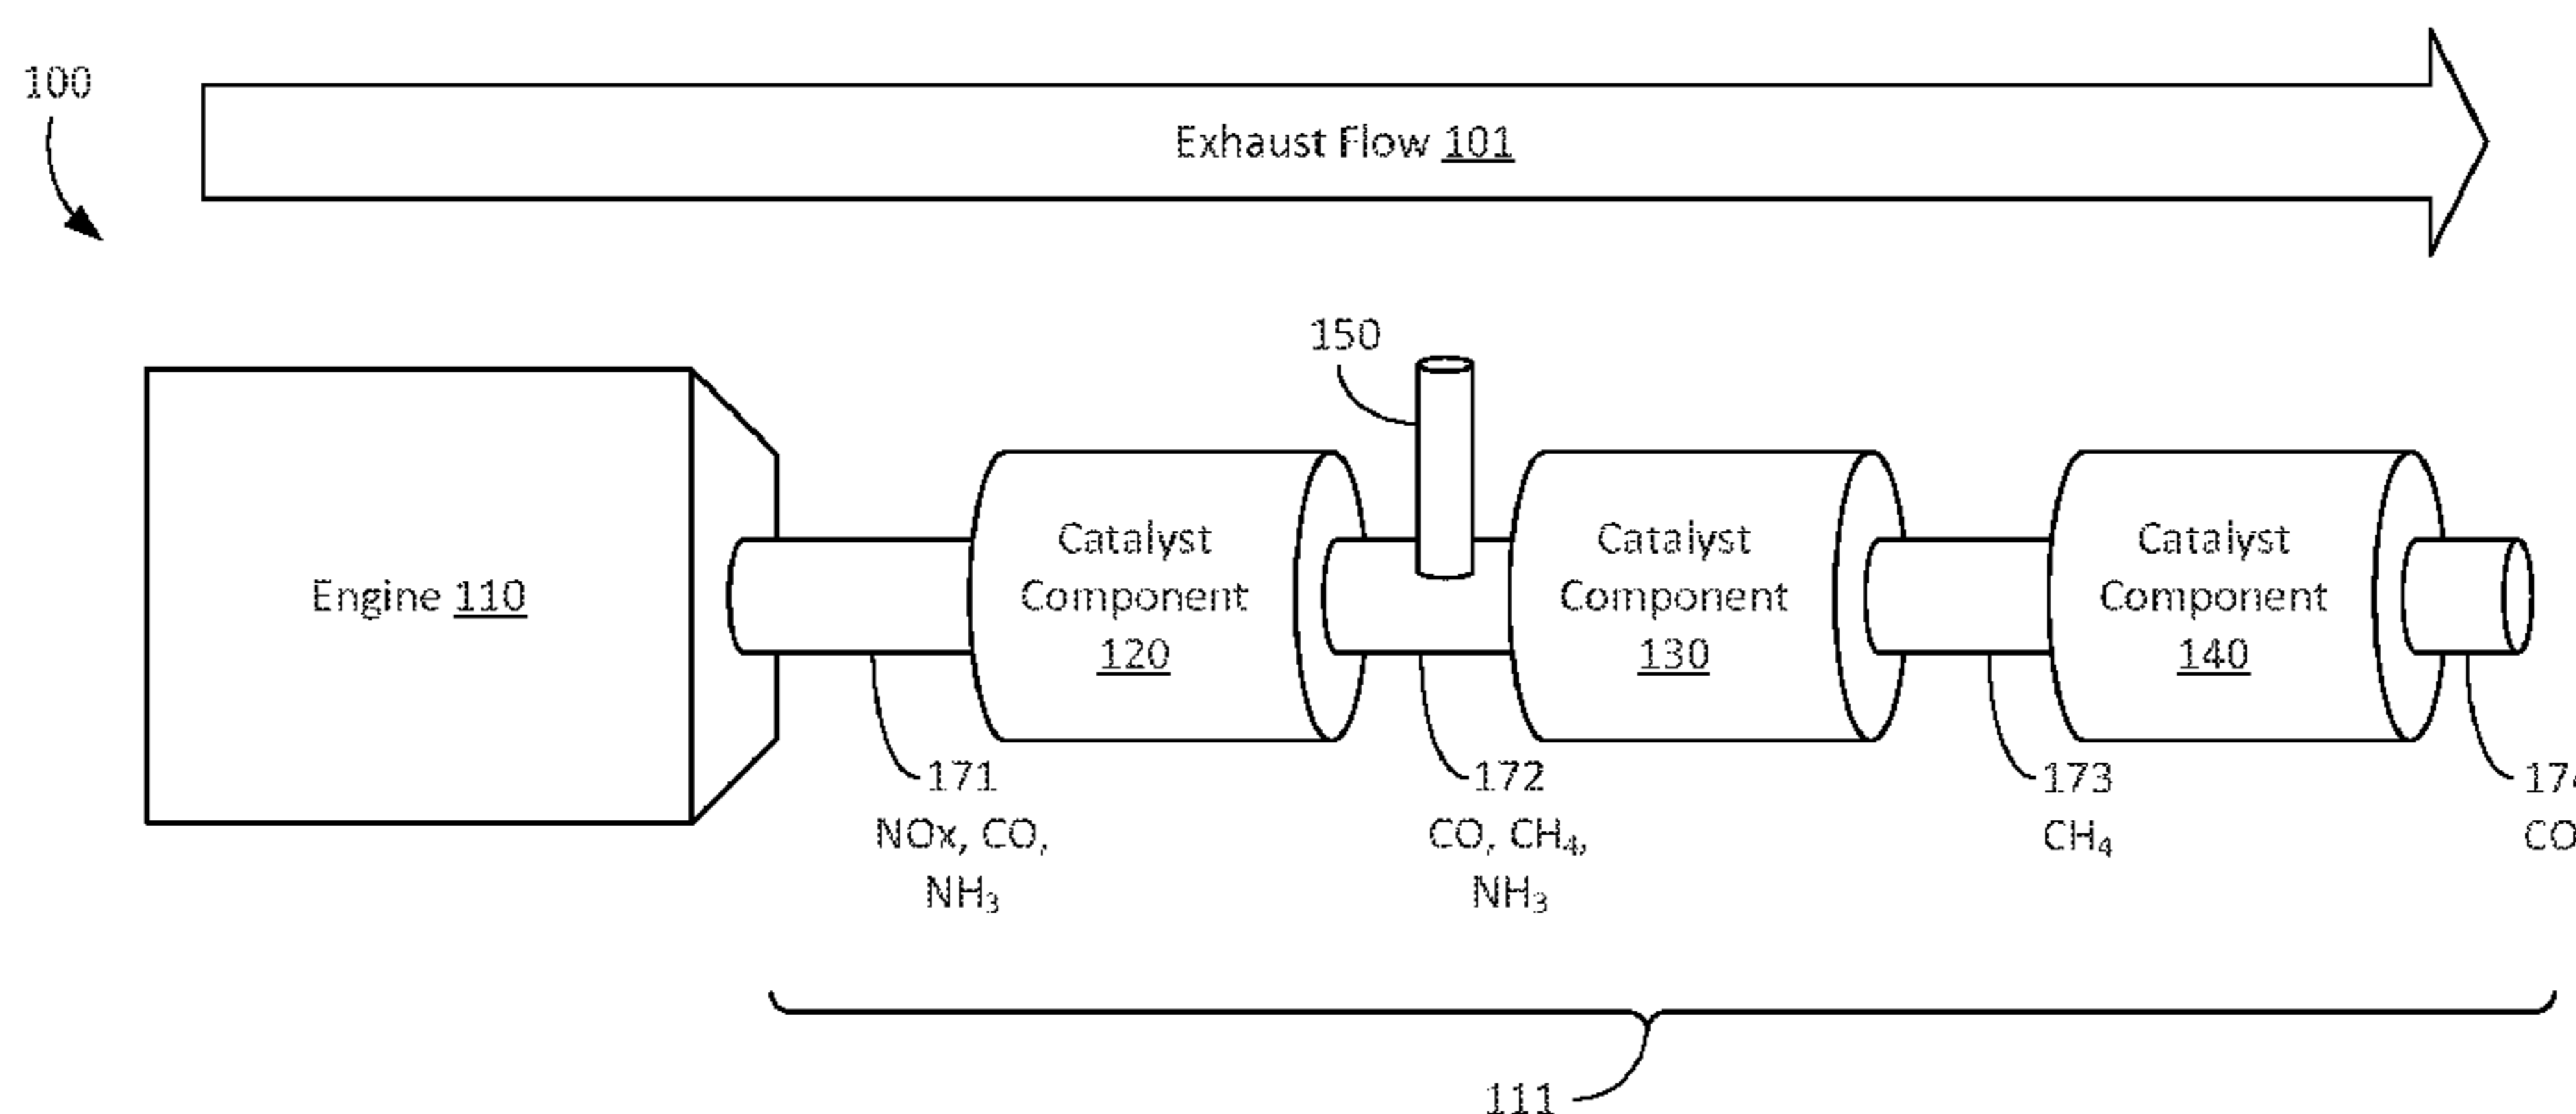 100
Exhaust Flow 101
150
Engine 110
Catalyst
Component
120
Catalyst
Component
130
Catalyst
Component
140
171
NOx, CO,
NH₃
172
CO, CH₄,
NH₃
173
CH₄
111